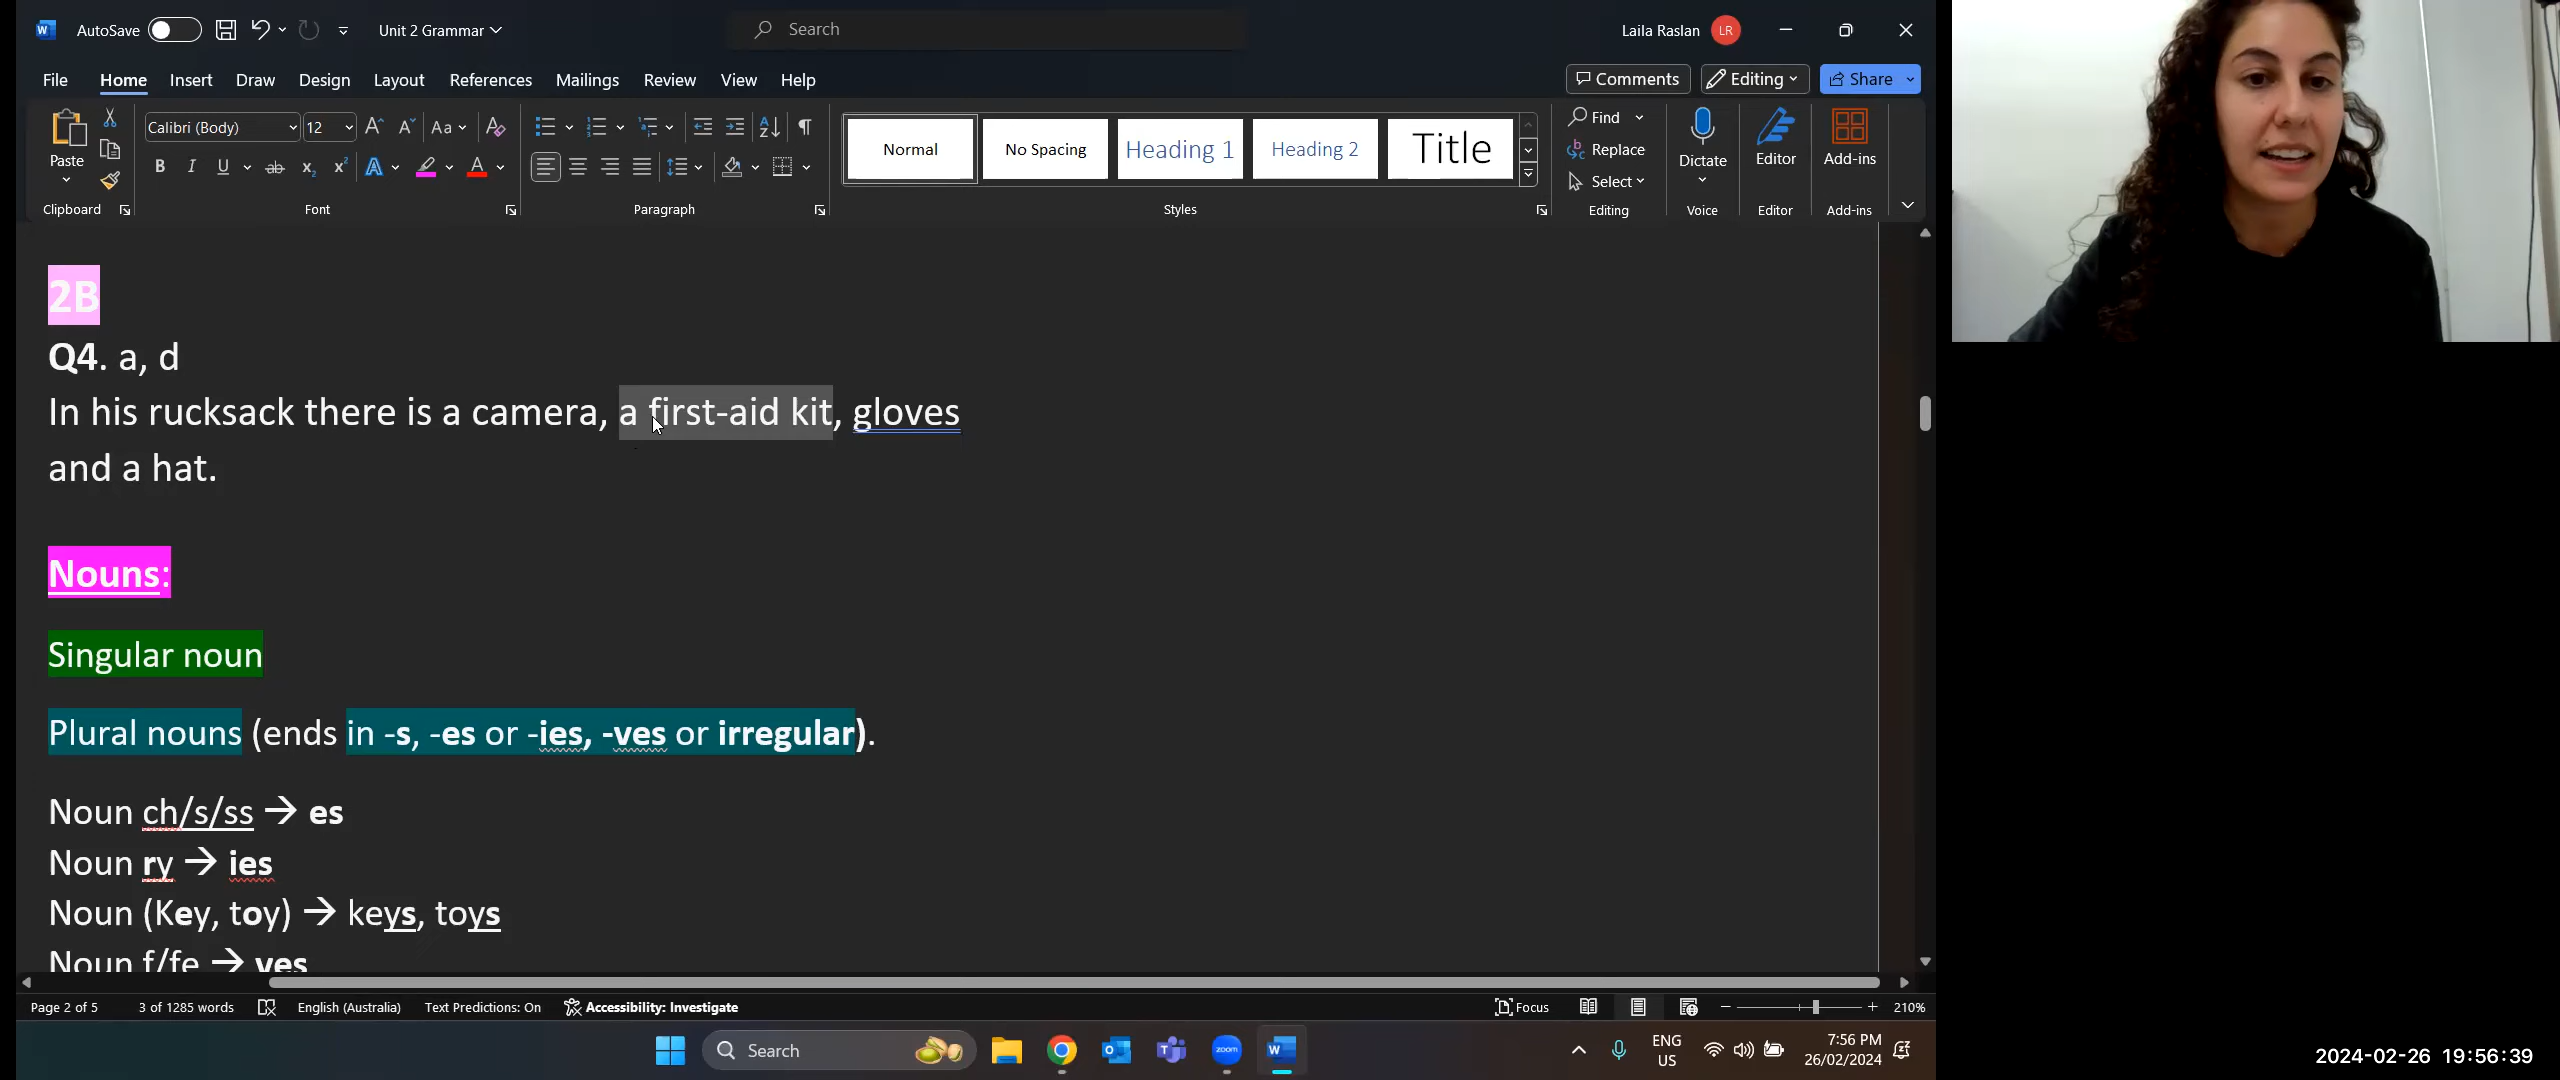 AutoSave
Unit 2 Grammar
Search
Laila Raslan LR
File Home Insert Draw Design Layout References Mailings Review View Help
Comments Editing Share
Paste
Calibri (Body) 12
Aa
B I U ab x₂ x² A A
Normal
No Spacing
Heading 1
Heading 2
Title
Find
Replace
Select
Dictate
Editor
Add-ins
Clipboard Font Paragraph Styles Editing Voice Editor Add-ins
2B
Q4. a, d
In his rucksack there is a camera, a first-aid kit, gloves
and a hat.
Nouns:
Singular noun
Plural nouns (ends in -s, -es or -ies, -ves or irregular).
Noun ch/s/ss → es
Noun ry → ies
Noun (Key, toy) → keys, toys
Noun f/fe → ves
Page 2 of 5 3 of 1285 words English (Australia) Text Predictions: On Accessibility: Investigate Focus 210%
Search
zoom
ENG
US
7:56 PM
26/02/2024
2024-02-26 19:56:39